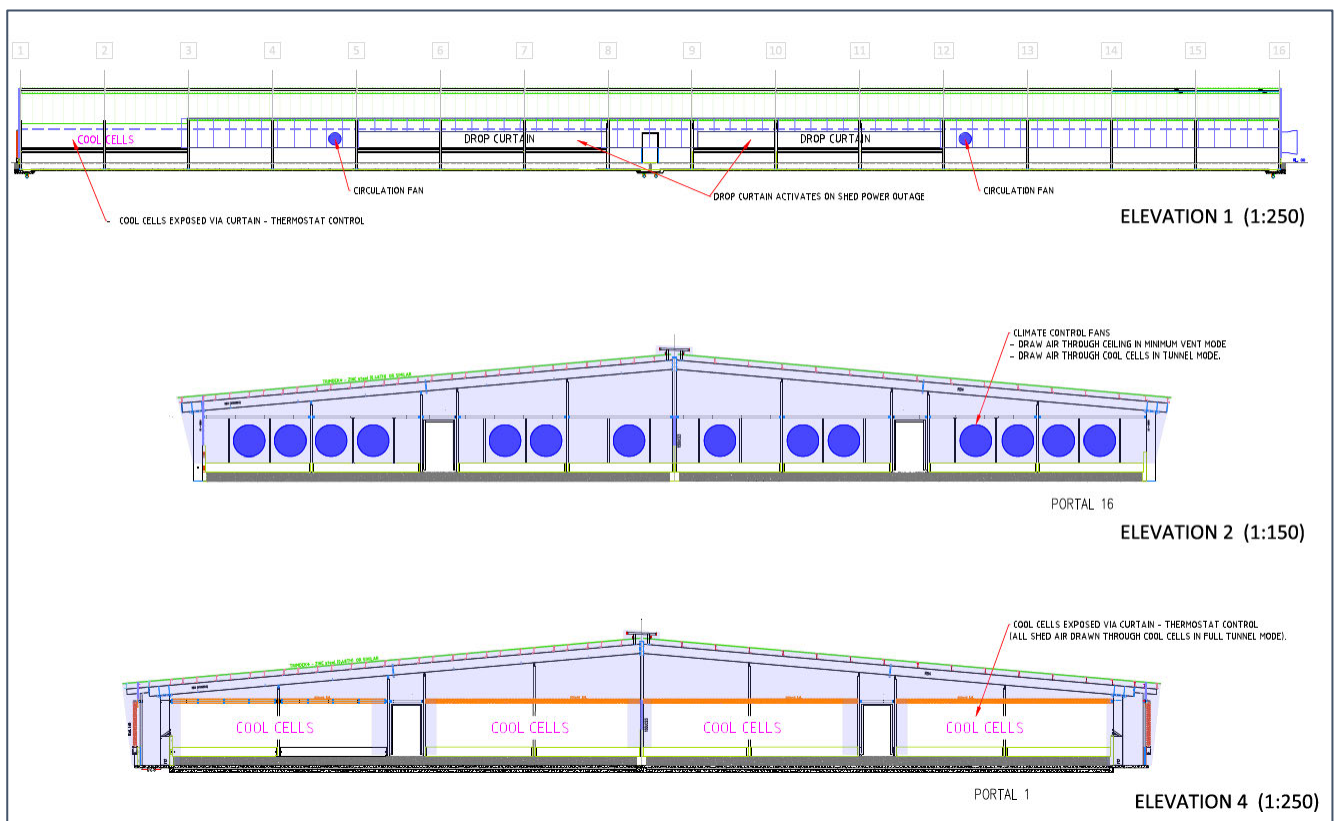 1 2 3 4 5 6 7 8 9 10 11 12 13 14 15 16
COOL CELLS
DROP CURTAIN
DROP CURTAIN
CIRCULATION FAN
DROP CURTAIN ACTIVATES ON SHED POWER OUTAGE
CIRCULATION FAN
- COOL CELLS EXPOSED VIA CURTAIN - THERMOSTAT CONTROL
ELEVATION 1 (1:250)
CLIMATE CONTROL FANS
- DRAW AIR THROUGH CEILING IN MINIMUM VENT MODE
- DRAW AIR THROUGH COOL CELLS IN TUNNEL MODE.
PORTAL 16
ELEVATION 2 (1:150)
COOL CELLS EXPOSED VIA CURTAIN - THERMOSTAT CONTROL
(ALL SHED AIR DRAWN THROUGH COOL CELLS IN FULL TUNNEL MODE).
COOL CELLS
COOL CELLS
COOL CELLS
COOL CELLS
PORTAL 1
ELEVATION 4 (1:250)